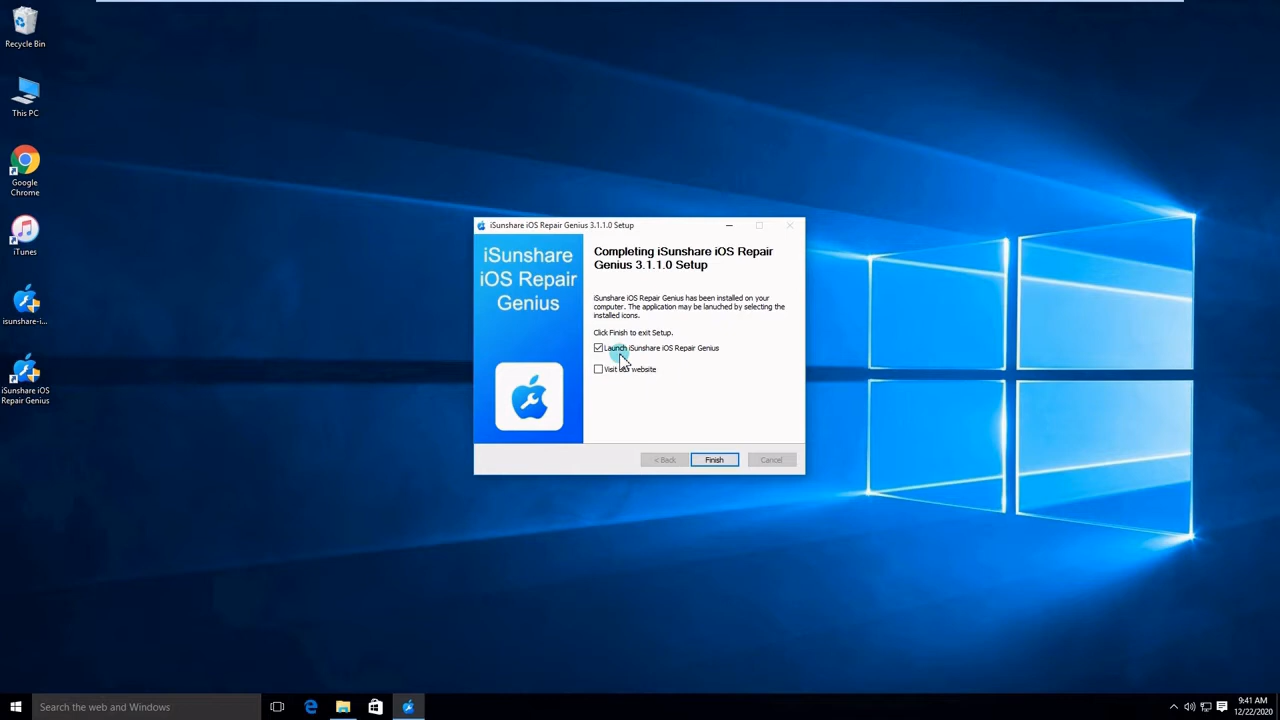 Recycle Bin
This PC
Google
Chrome
iTunes
isunshare-i...
iSunshare iOS
Repair Genius
iSunshare iOS Repair Genius 3.1.1.0 Setup
iSunshare
iOS Repair
Genius
Completing iSunshare iOS Repair
Genius 3.1.1.0 Setup
iSunshare iOS Repair Genius has been installed on your
computer. The application may be lanuched by selecting the
installed icons.
Click Finish to exit Setup.
Launch iSunshare iOS Repair Genius
Visit website
< Back
Finish
Cancel
Search the web and Windows
9:41 AM
12/22/2020